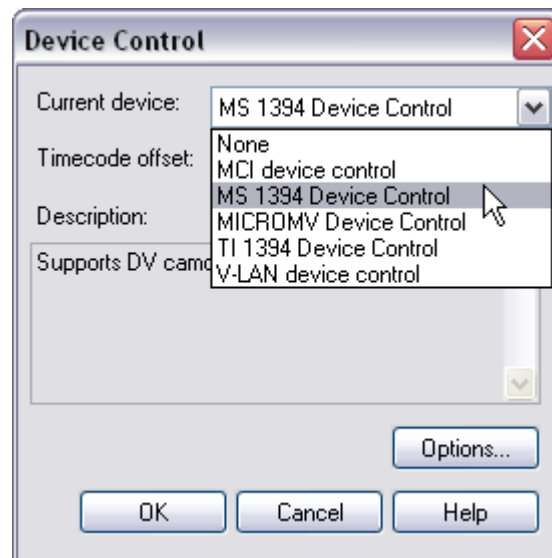 Device Control
Current device: MS 1394 Device Control
None
MCI device control
Timecode offset:
MS 1394 Device Control
MICROMV Device Control
Description:
TI 1394 Device Control
V-LAN device control
Supports DV
Options...
OK Cancel Help